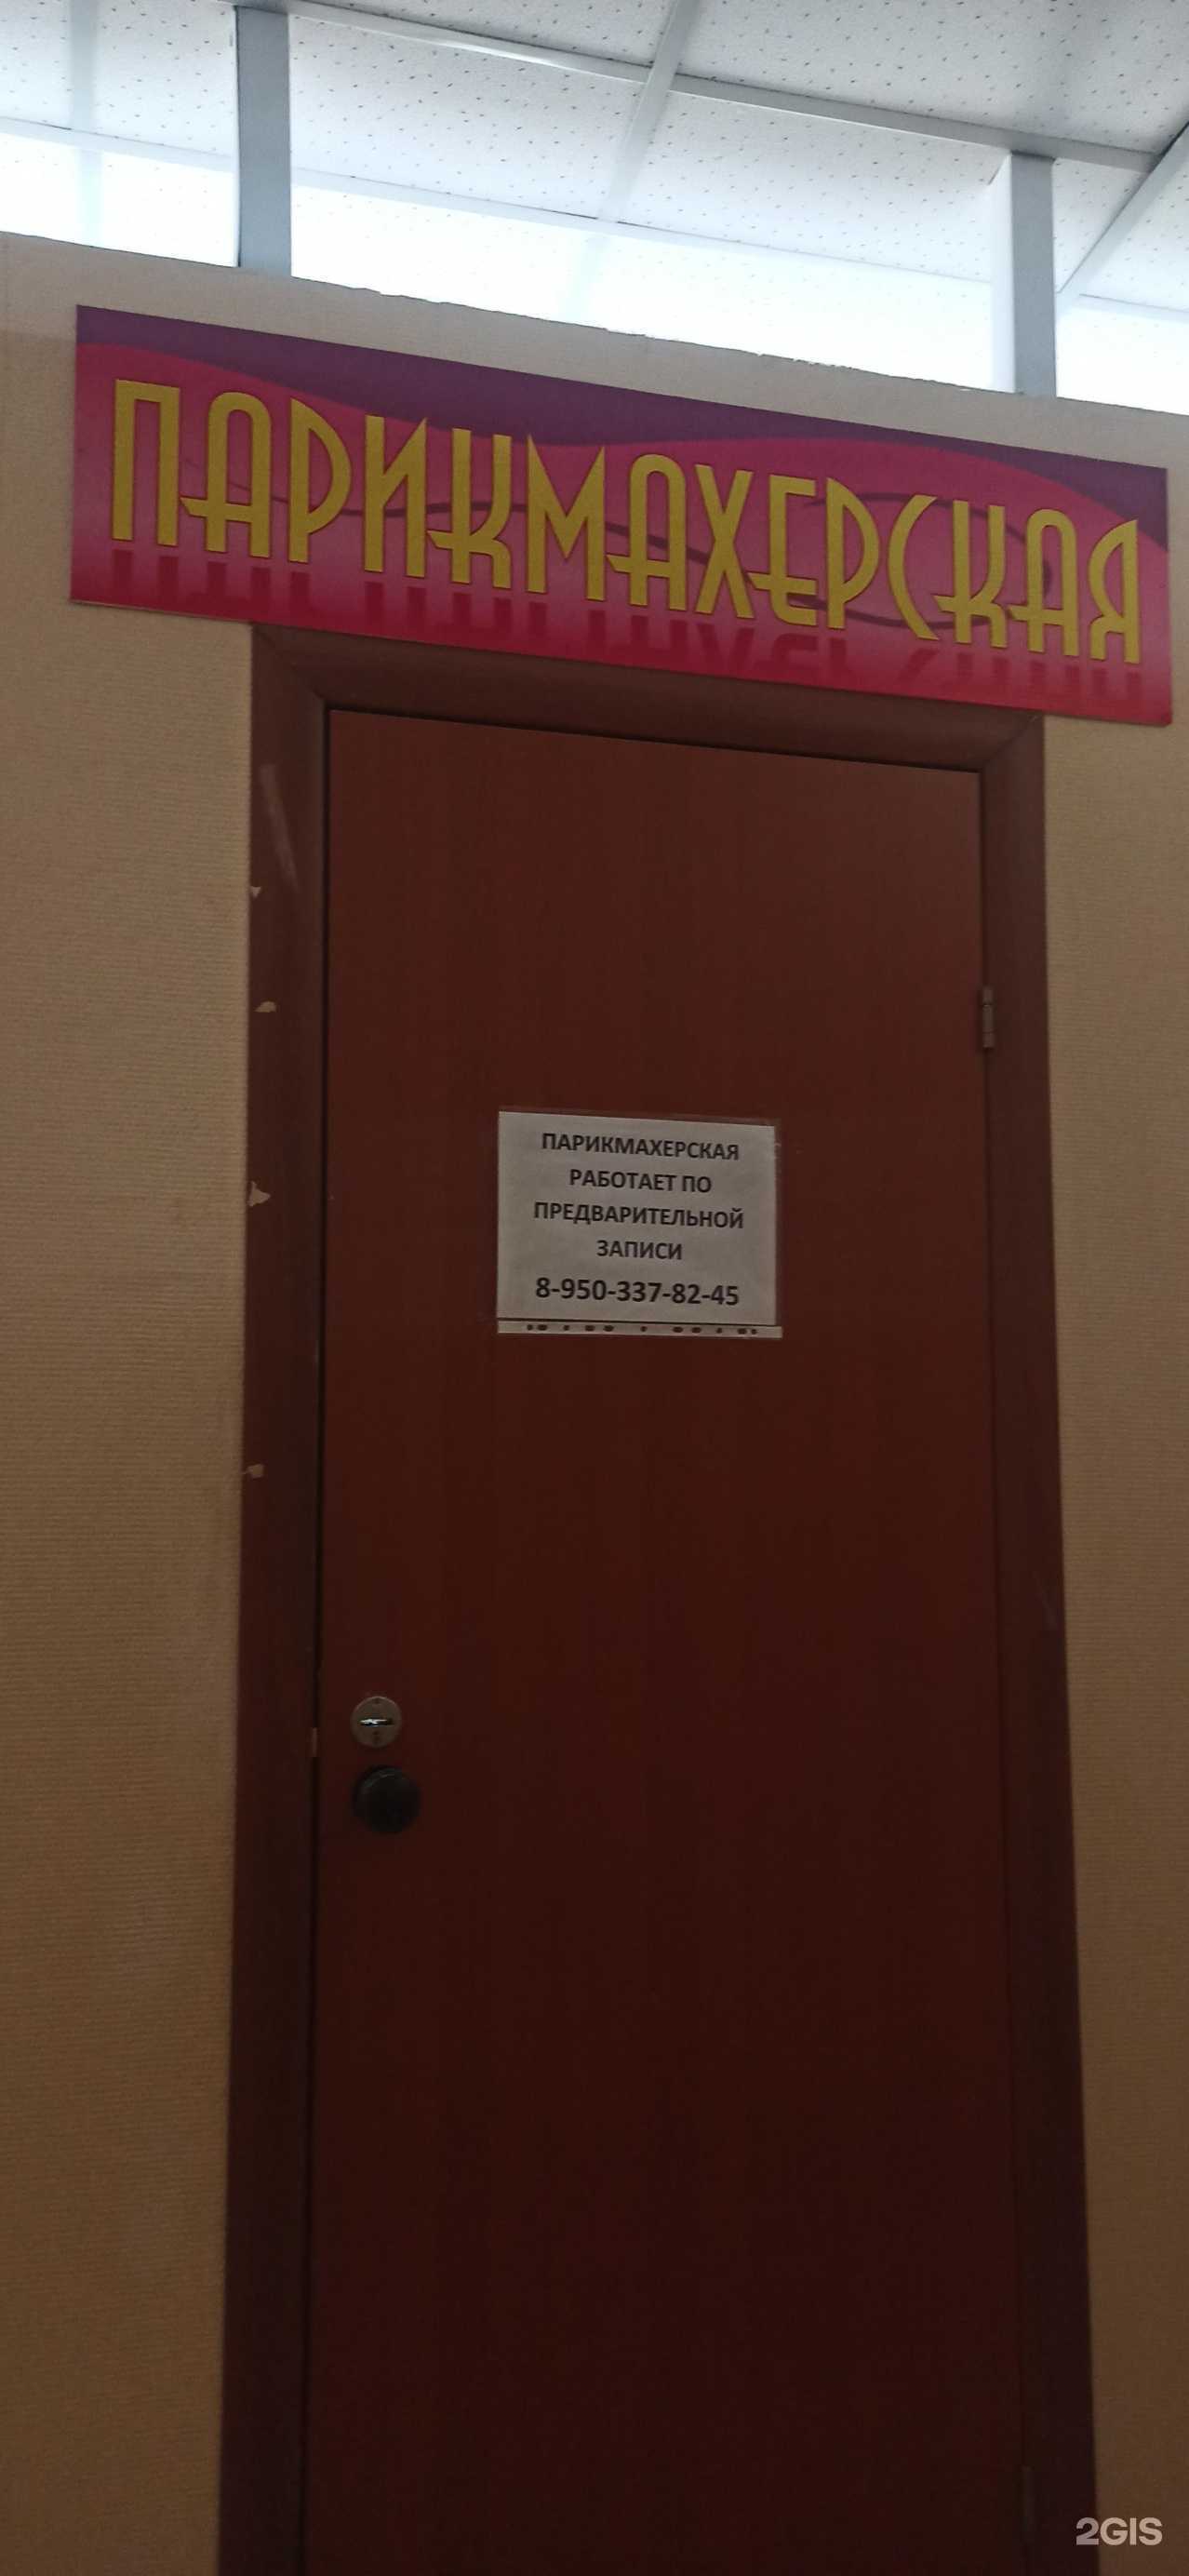 ПАРИКМАХЕРСКАЯ
ПАРИКМАХЕРСКАЯ
РАБОТАЕТ ПО
ПРЕДВАРИТЕЛЬНОЙ
ЗАПИСИ
8-950-337-82-45
2GIS